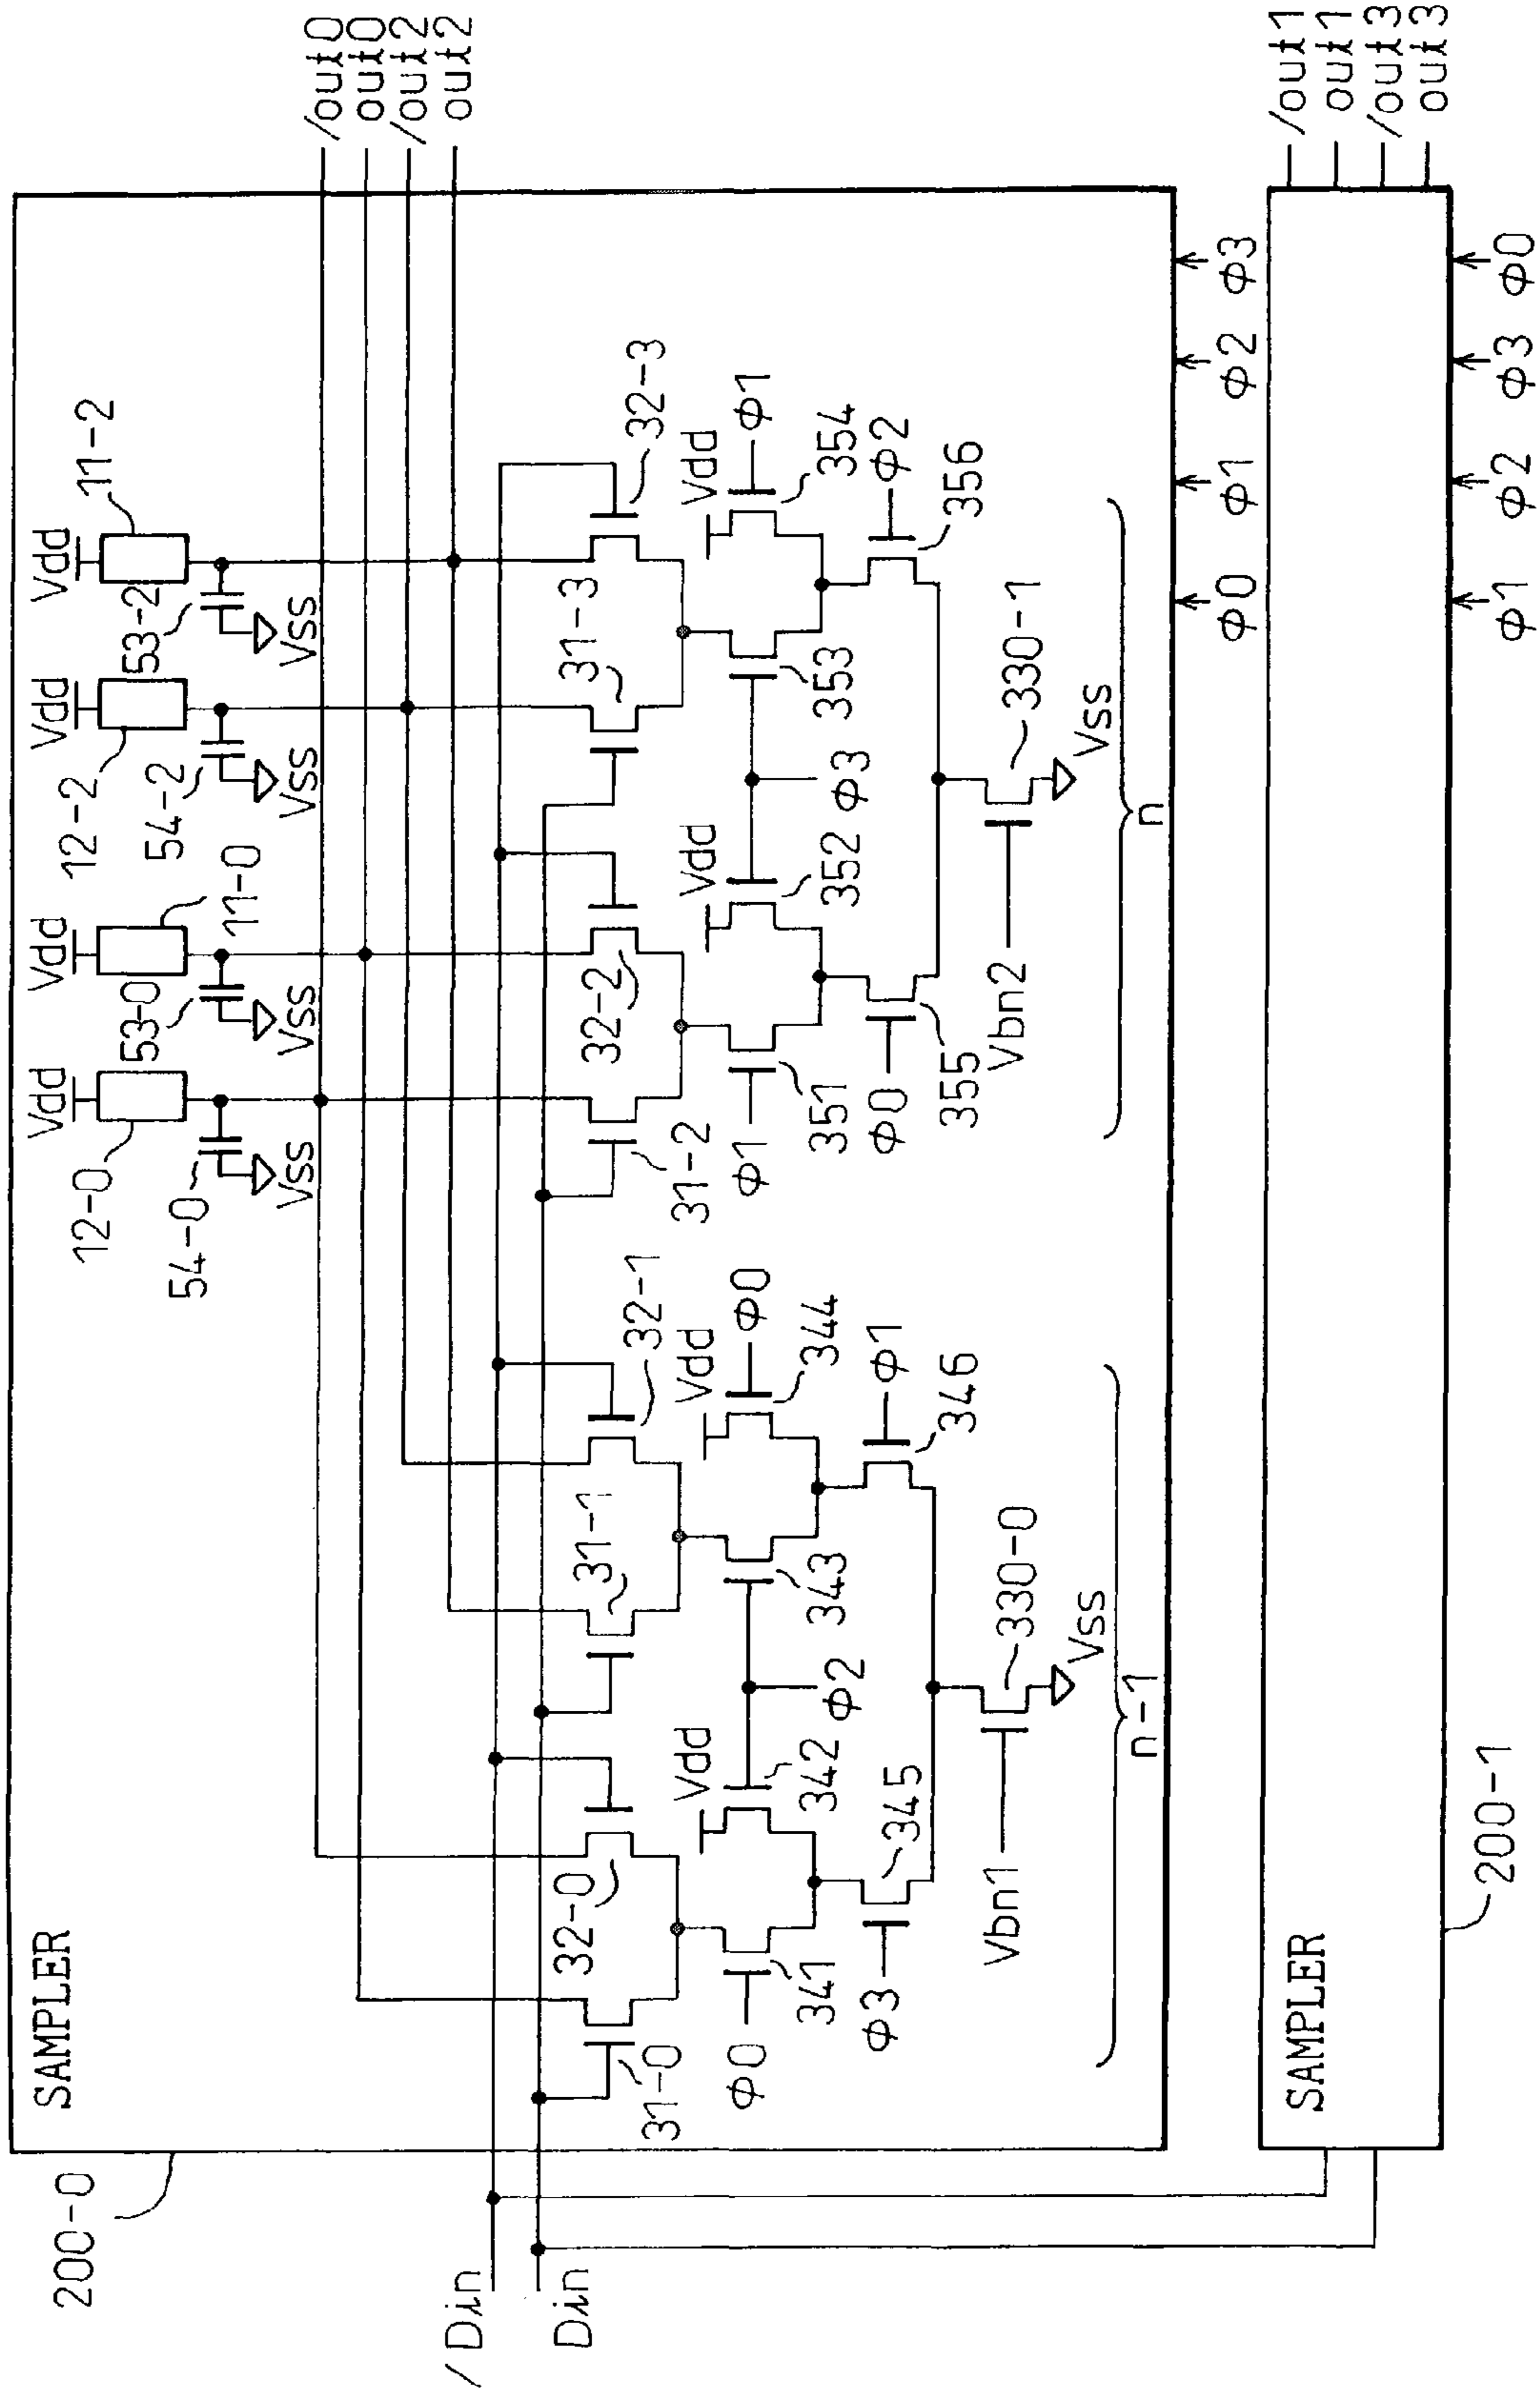 200-0
SAMPLER
/Din
Din
Vdd
12-0
54-0
Vss
Vdd
11-0
53-0
Vss
Vdd
12-2
54-2
Vss
Vdd
11-2
53-2
Vss
/out0
out0
/out2
out2
31-0
32-0
31-1
32-1
31-2
32-2
31-3
32-3
φ0
341
Vdd
342
φ2
343
Vdd
344
φ0
φ1
351
Vdd
352
φ3
353
Vdd
354
φ1
φ3
345
φ1
346
φ0
355
φ2
356
Vbn1
330-0
Vss
Vbn2
330-1
Vss
n-1
n
φ0
φ1
φ2
φ3
SAMPLER
200-1
/out1
out1
/out3
out3
φ1
φ2
φ3
φ0